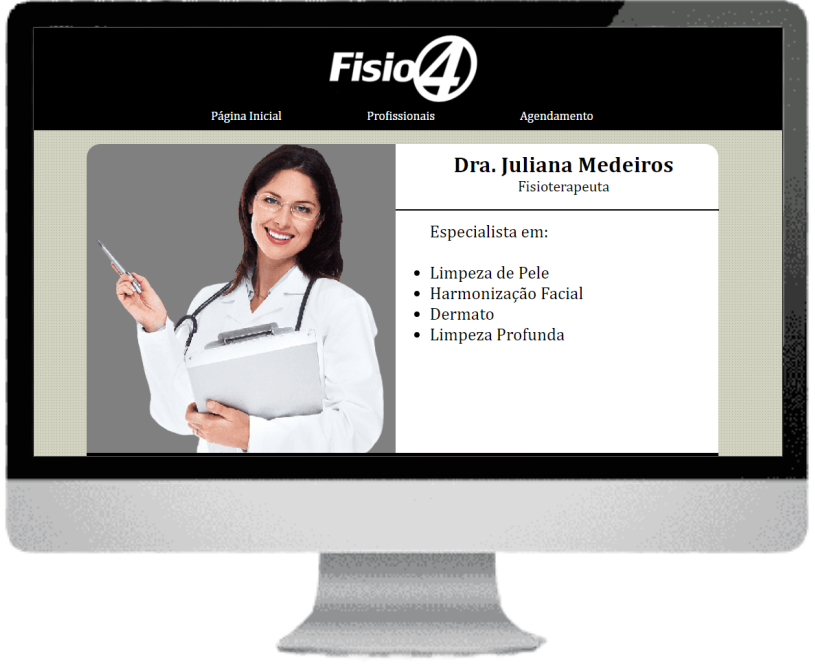 Fisio4
Página Inicial Profissionais Agendamento
Dra. Juliana Medeiros
Fisioterapeuta
Especialista em:
Limpeza de Pele
Harmonização Facial
Dermato
Limpeza Profunda